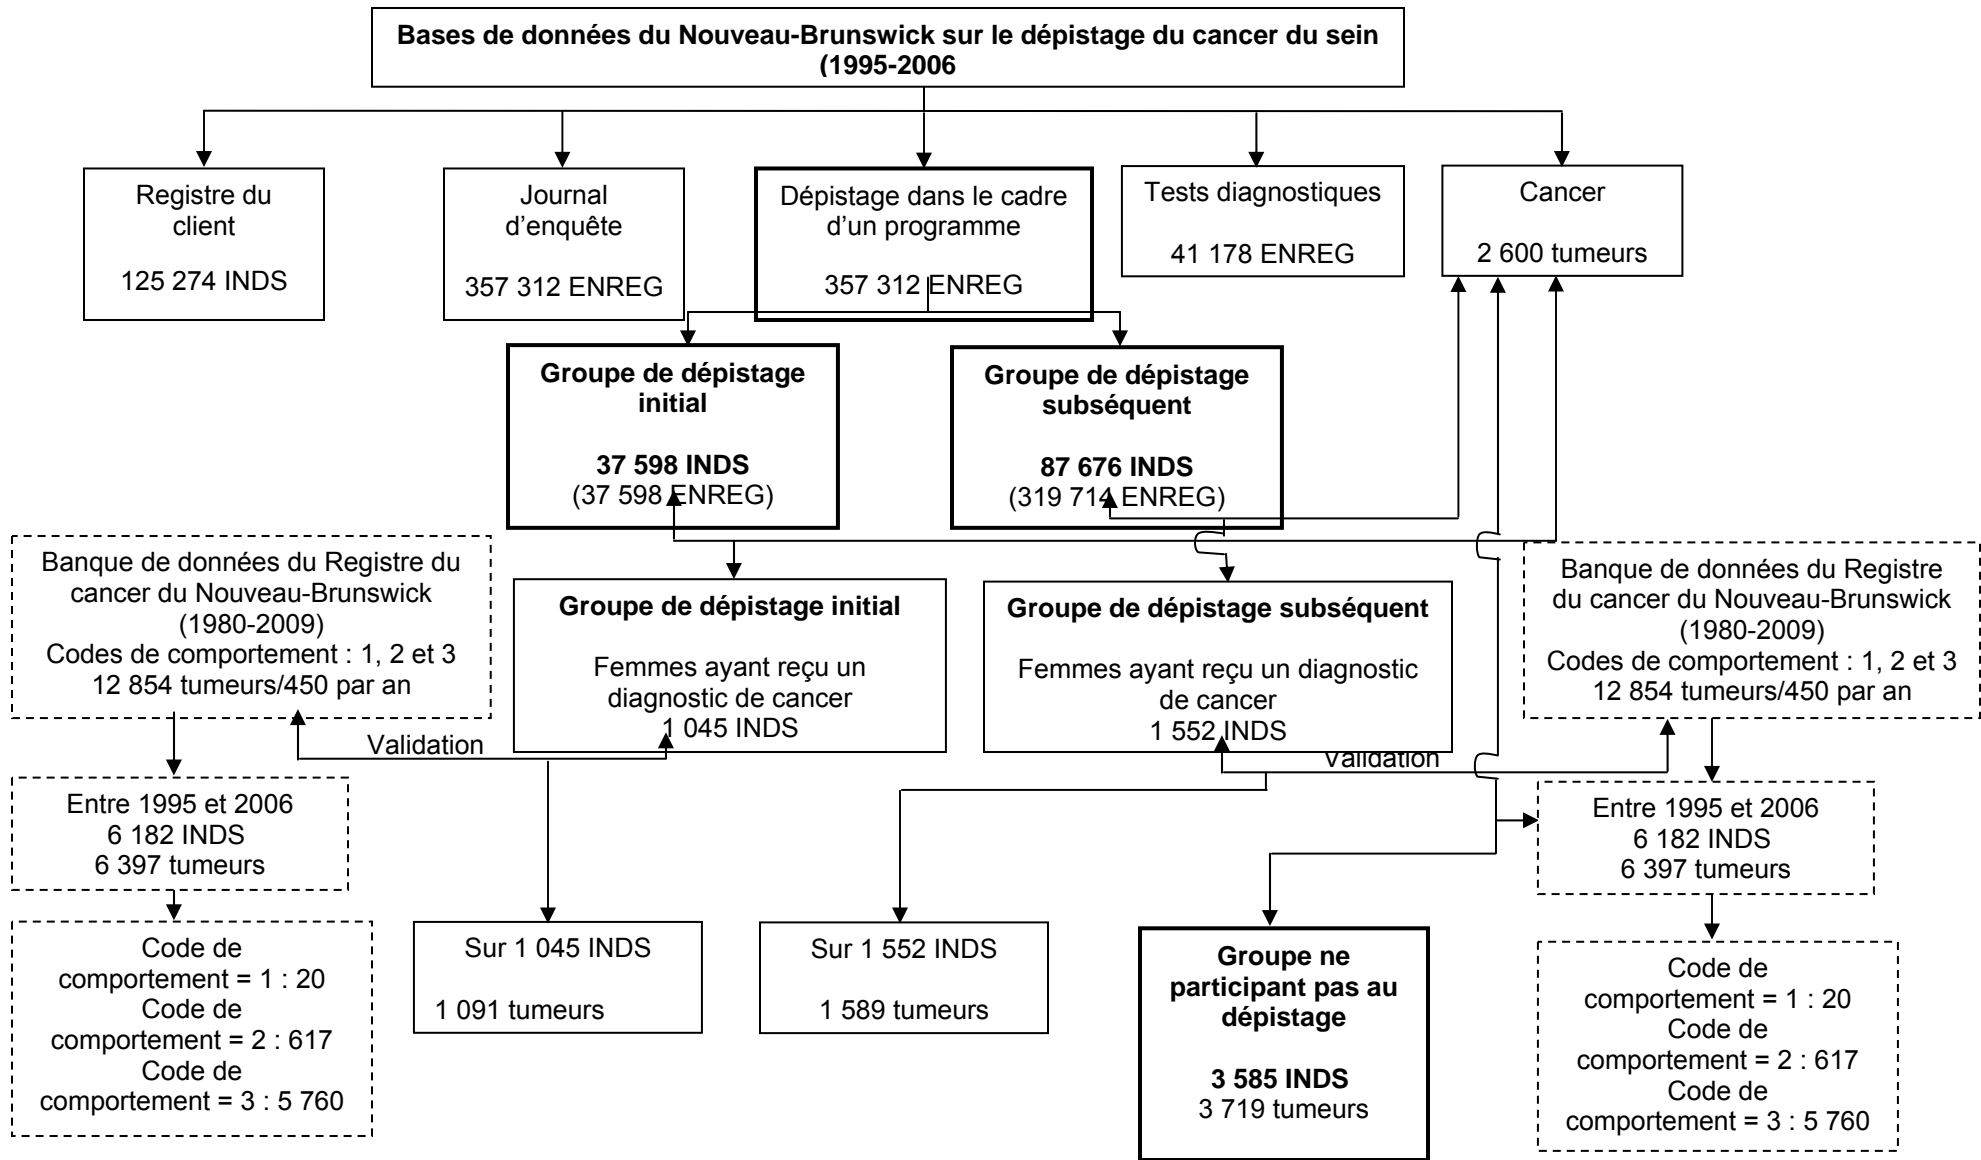 Bases de données du Nouveau-Brunswick sur le dépistage du cancer du sein
(1995-2006
Registre du
client
125 274 INDS
Journal
d'enquête
357 312 ENREG
Dépistage dans le cadre
d'un programme
357 312 ENREG
Tests diagnostiques
41 178 ENREG
Cancer
2 600 tumeurs
Groupe de dépistage
initial
37 598 INDS
(37 598 ENREG)
Groupe de dépistage
subséquent
87 676 INDS
(319 714 ENREG)
Banque de données du Registre du
cancer du Nouveau-Brunswick
(1980-2009)
Codes de comportement : 1, 2 et 3
12 854 tumeurs/450 par an
Groupe de dépistage initial
Femmes ayant reçu un
diagnostic de cancer
1 045 INDS
Groupe de dépistage subséquent
Femmes ayant reçu un diagnostic
de cancer
1 552 INDS
Banque de données du Registre
du cancer du Nouveau-Brunswick
(1980-2009)
Codes de comportement : 1, 2 et 3
12 854 tumeurs/450 par an
Validation
Validation
Entre 1995 et 2006
6 182 INDS
6 397 tumeurs
Entre 1995 et 2006
6 182 INDS
6 397 tumeurs
Code de
comportement = 1 : 20
Code de
comportement = 2 : 617
Code de
comportement = 3 : 5 760
Sur 1 045 INDS
1 091 tumeurs
Sur 1 552 INDS
1 589 tumeurs
Groupe ne
participant pas au
dépistage
3 585 INDS
3 719 tumeurs
Code de
comportement = 1 : 20
Code de
comportement = 2 : 617
Code de
comportement = 3 : 5 760